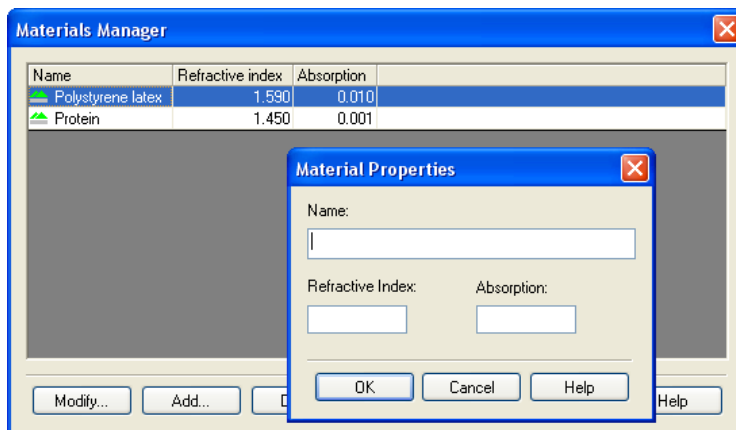 Materials Manager
Name Refractive index Absorption
Polystyrene latex 1.590 0.010
Protein 1.450 0.001
Material Properties
Name:
Refractive Index: Absorption:
OK Cancel Help
Modify... Add... Help